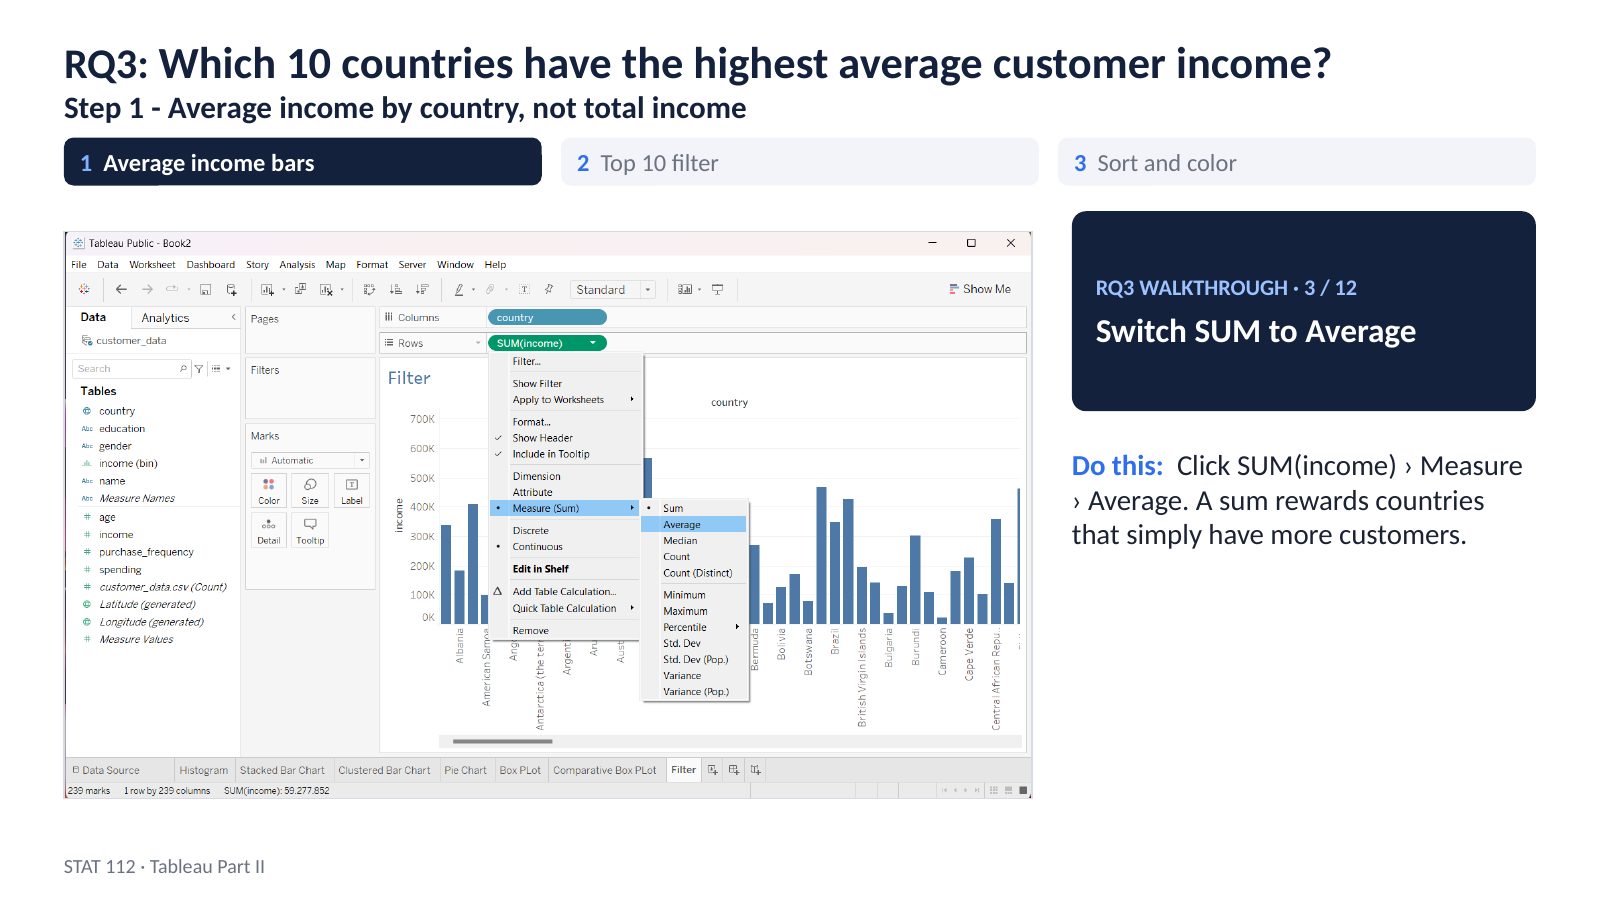 RQ3: Which 10 countries have the highest average customer income?
Step 1 - Average income by country, not total income
1 Average income bars
2 Top 10 filter
3 Sort and color
Tableau Public - Book2
File Data Worksheet Dashboard Story Analysis Map Format Server Window Help
Standard
Show Me
Data Analytics
customer_data
Search
Tables
country
Abc education
Abc gender
income (bin)
Abc name
Abc Measure Names
# age
# income
# purchase_frequency
# spending
# customer_data.csv (Count)
Latitude (generated)
Longitude (generated)
# Measure Values
Pages
Filters
Marks
Automatic
Color Size Label
Detail Tooltip
Columns country
Rows SUM(income)
Filter
country
income
700K
600K
500K
400K
300K
200K
100K
0K
Filter...
Show Filter
Apply to Worksheets
Format...
Show Header
Include in Tooltip
Dimension
Attribute
Measure (Sum)
Discrete
Continuous
Edit in Shelf
Add Table Calculation...
Quick Table Calculation
Remove
Sum
Average
Median
Count
Count (Distinct)
Minimum
Maximum
Percentile
Std. Dev
Std. Dev (Pop.)
Variance
Variance (Pop.)
Albania
American Samoa
Ang
Antarctica (the ter
Argenti
Aru
Aust
Bermuda
Bolivia
Botswana
Brazil
British Virgin Islands
Bulgaria
Burundi
Cameroon
Cape Verde
Central African Repu..
Data Source Histogram Stacked Bar Chart Clustered Bar Chart Pie Chart Box PLot Comparative Box PLot Filter
239 marks 1 row by 239 columns SUM(income): 59.277.852
RQ3 WALKTHROUGH · 3 / 12
Switch SUM to Average
Do this: Click SUM(income) › Measure
› Average. A sum rewards countries
that simply have more customers.
STAT 112 · Tableau Part II